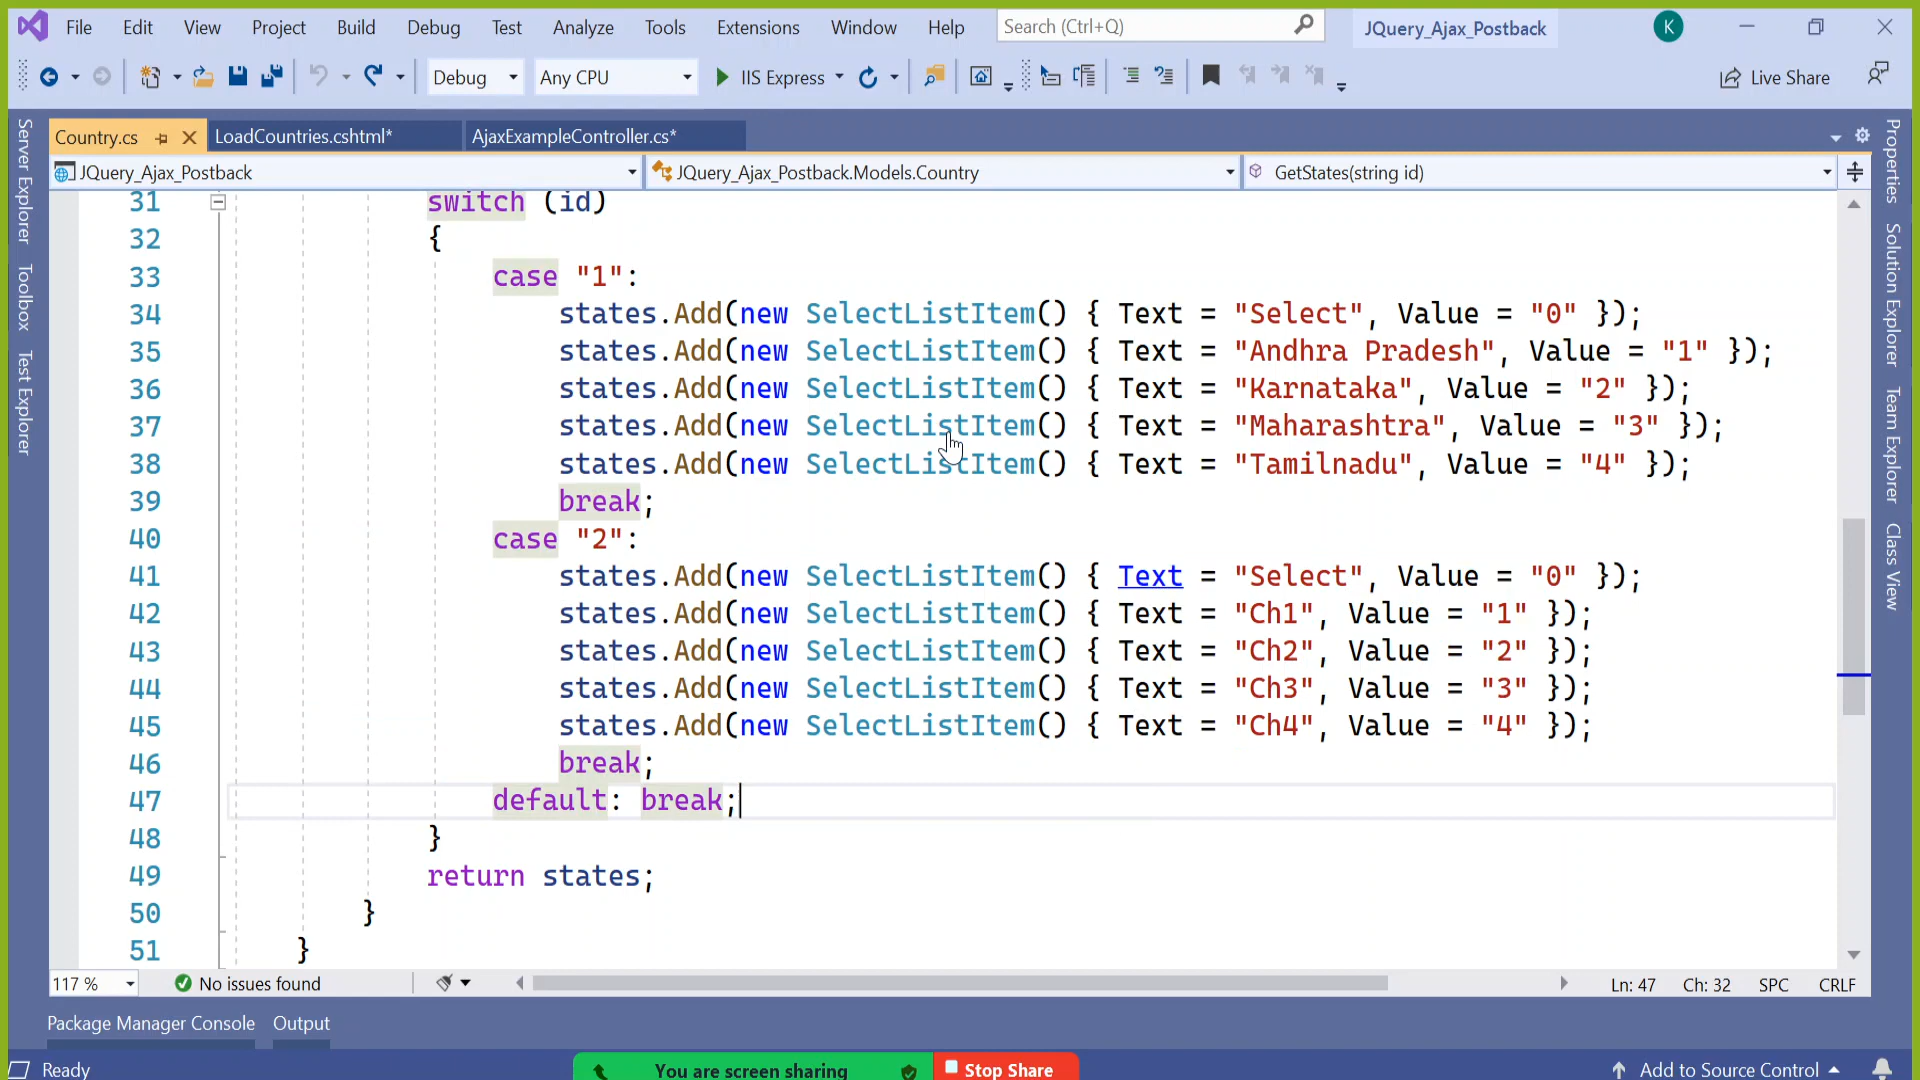 File Edit View Project Build Debug Test Analyze Tools Extensions Window Help Search (Ctrl+Q) JQuery_Ajax_Postback K
Debug Any CPU IIS Express Live Share
Country.cs LoadCountries.cshtml* AjaxExampleController.cs*
JQuery_Ajax_Postback JQuery_Ajax_Postback.Models.Country GetStates(string id)
Server Explorer
Toolbox
Test Explorer
31 switch (id)
32 {
33 case "1":
34 states.Add(new SelectListItem() { Text = "Select", Value = "0" });
35 states.Add(new SelectListItem() { Text = "Andhra Pradesh", Value = "1" });
36 states.Add(new SelectListItem() { Text = "Karnataka", Value = "2" });
37 states.Add(new SelectListItem() { Text = "Maharashtra", Value = "3" });
38 states.Add(new SelectListItem() { Text = "Tamilnadu", Value = "4" });
39 break;
40 case "2":
41 states.Add(new SelectListItem() { Text = "Select", Value = "0" });
42 states.Add(new SelectListItem() { Text = "Ch1", Value = "1" });
43 states.Add(new SelectListItem() { Text = "Ch2", Value = "2" });
44 states.Add(new SelectListItem() { Text = "Ch3", Value = "3" });
45 states.Add(new SelectListItem() { Text = "Ch4", Value = "4" });
46 break;
47 default: break;
48 }
49 return states;
50 }
51 }
Properties
Solution Explorer
Team Explorer
Class View
117 % No issues found Ln: 47 Ch: 32 SPC CRLF
Package Manager Console Output
Ready You are screen sharing Stop Share Add to Source Control